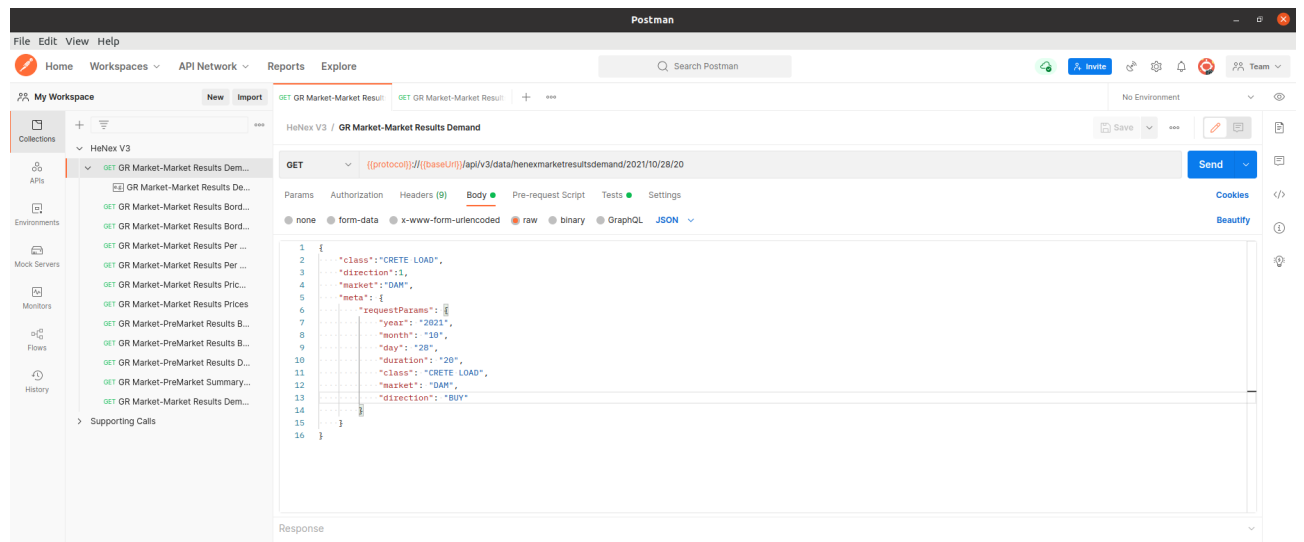 Postman
File Edit View Help
Home Workspaces API Network Reports Explore Search Postman Invite Team
My Workspace New Import GET GR Market-Market Result GET GR Market-Market Result No Environment
Collections
APIs
Environments
Mock Servers
Monitors
Flows
History
HeNex V3
GET GR Market-Market Results Dem...
e.g. GR Market-Market Results De...
GET GR Market-Market Results Bord...
GET GR Market-Market Results Bord...
GET GR Market-Market Results Per ...
GET GR Market-Market Results Per ...
GET GR Market-Market Results Pric...
GET GR Market-Market Results Prices
GET GR Market-PreMarket Results B...
GET GR Market-PreMarket Results B...
GET GR Market-PreMarket Results D...
GET GR Market-PreMarket Summary...
GET GR Market-Market Results Dem...
Supporting Calls
HeNex V3 / GR Market-Market Results Demand Save
GET {{protocol}}://{{baseUrl}}/api/v3/data/henexmarketresultsdemand/2021/10/28/20 Send
Params Authorization Headers (9) Body Pre-request Script Tests Settings Cookies
none form-data x-www-form-urlencoded raw binary GraphQL JSON Beautify
1 {
2 "class":"CRETE LOAD",
3 "direction":1,
4 "market":"DAM",
5 "meta": {
6 "requestParams": {
7 "year": "2021",
8 "month": "10",
9 "day": "28",
10 "duration": "20",
11 "class": "CRETE LOAD",
12 "market": "DAM",
13 "direction": "BUY"
14 }
15 }
16 }
Response